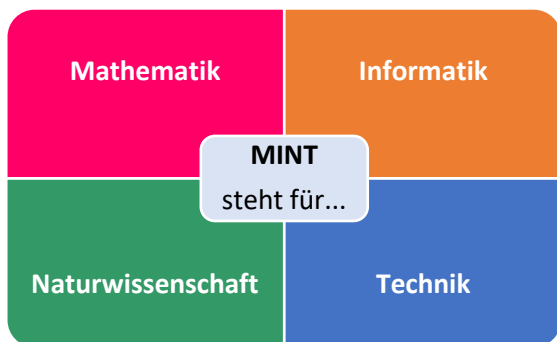 Mathematik
Informatik
MINT
steht für...
Naturwissenschaft
Technik